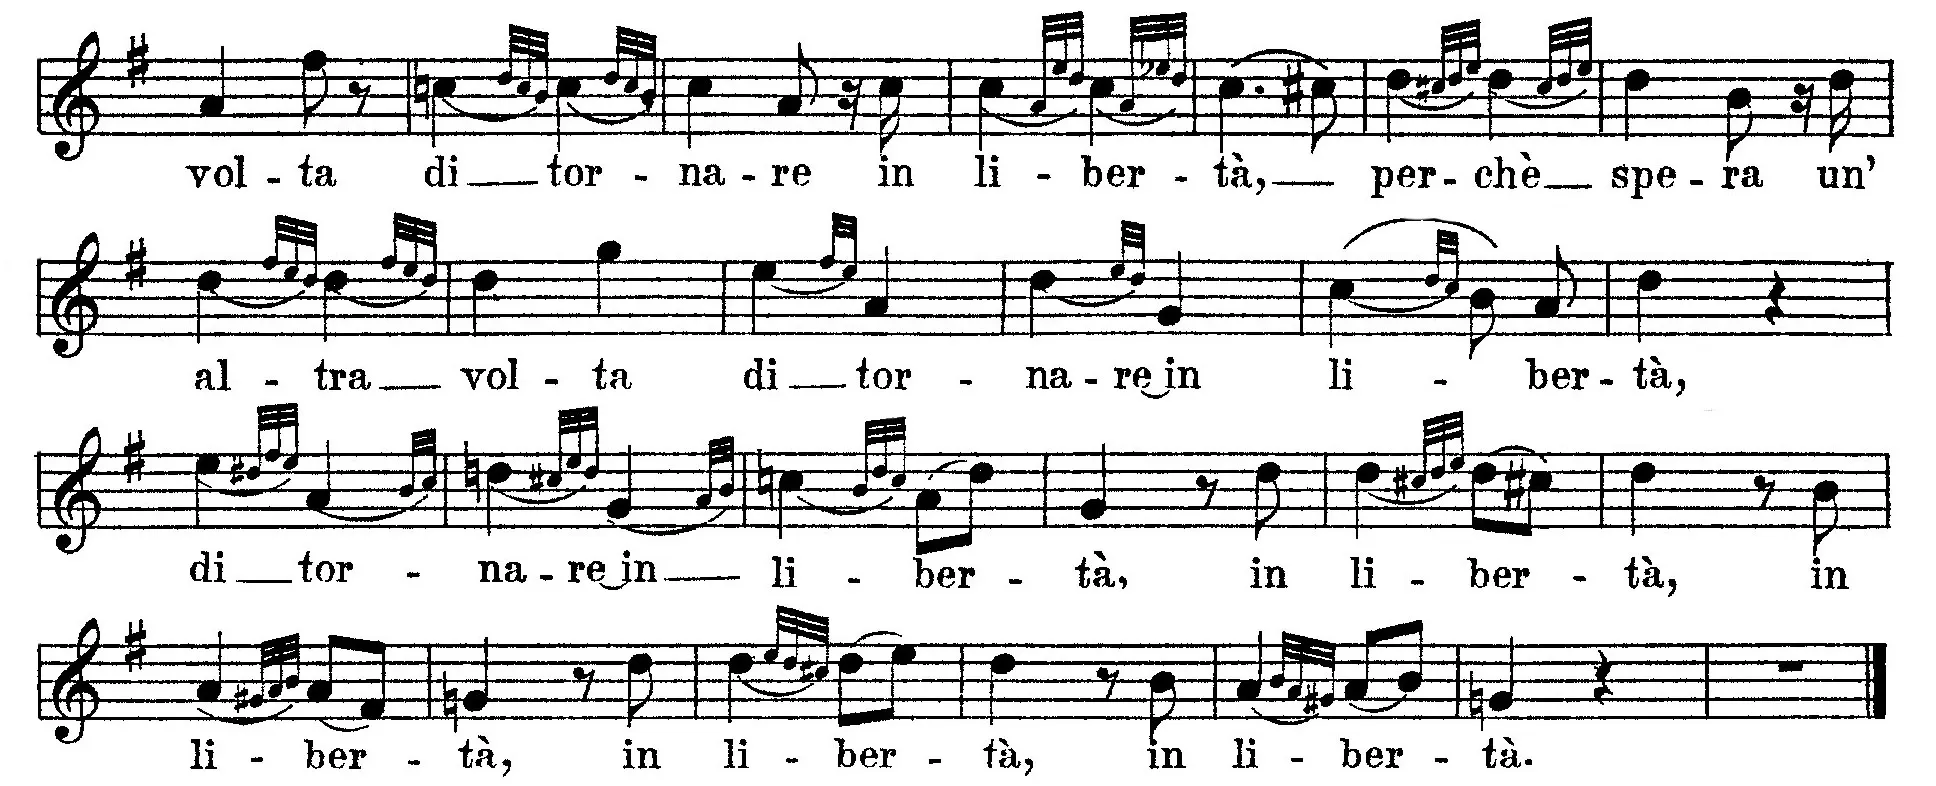 vol - ta di tor - na - re in li - ber - tà, per - chè spe - ra un'
al - tra vol - ta di tor - na - re in li - ber - tà,
di tor - na - re in li - ber - tà, in li - ber - tà, in
li - ber - tà, in li - ber - tà, in li - ber - tà.